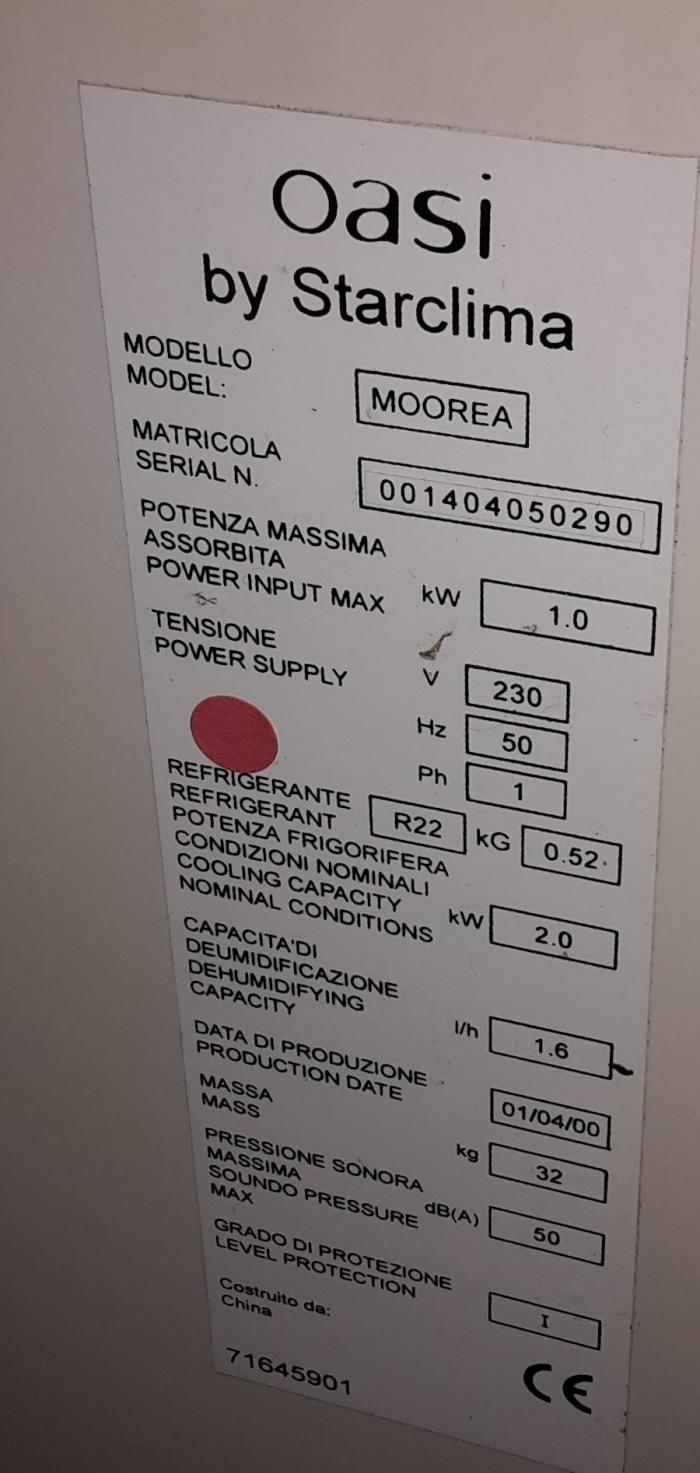 oasi
by Starclima
MODELLO
MODEL:
MOOREA
MATRICOLA
SERIAL N.
001404050290
POTENZA MASSIMA
ASSORBITA
POWER INPUT MAX
kW
1.0
TENSIONE
POWER SUPPLY
V
230
Hz
50
Ph
1
REFRIGERANTE
REFRIGERANT
R22
kG
0.52
POTENZA FRIGORIFERA
CONDIZIONI NOMINALI
COOLING CAPACITY
NOMINAL CONDITIONS
kW
2.0
CAPACITA'DI
DEUMIDIFICAZIONE
DEHUMIDIFYING
CAPACITY
l/h
1.6
DATA DI PRODUZIONE
PRODUCTION DATE
01/04/00
MASSA
MASS
kg
32
PRESSIONE SONORA
MASSIMA
SOUNDO PRESSURE
MAX
dB(A)
50
GRADO DI PROTEZIONE
LEVEL PROTECTION
I
Costruito da:
China
71645901
CE